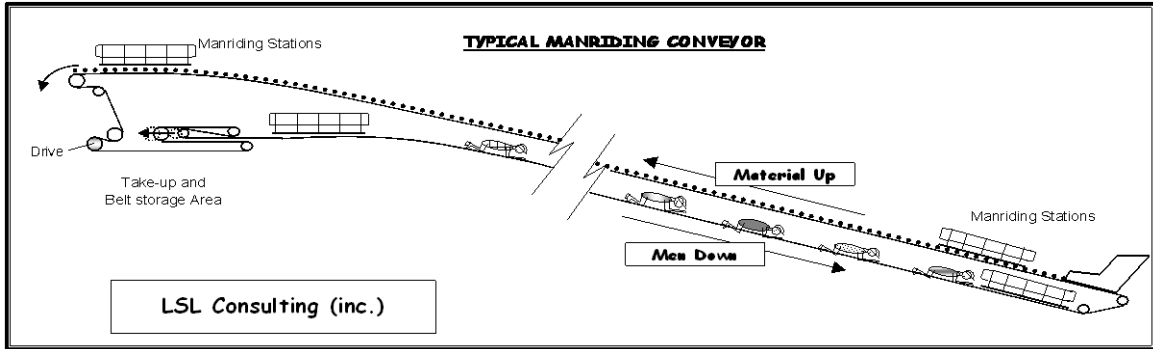 TYPICAL MANRIDING CONVEYOR
Manriding Stations
Drive
Take-up and
Belt storage Area
Material Up
Men Down
Manriding Stations
LSL Consulting (inc.)